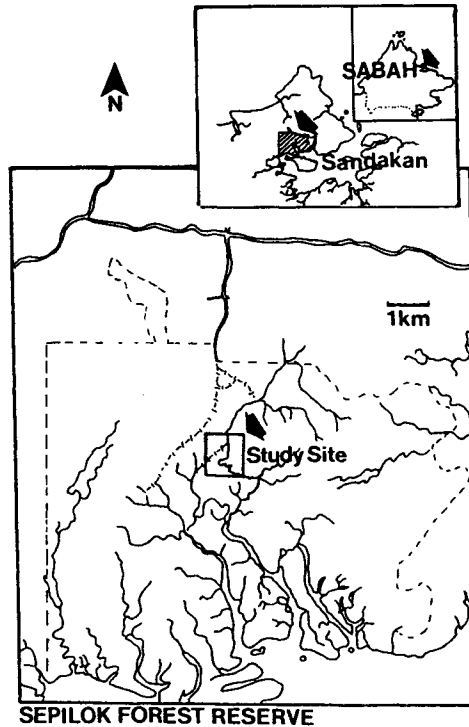 SABAH
N
Sandakan
1km
Study Site
SEPILOK FOREST RESERVE